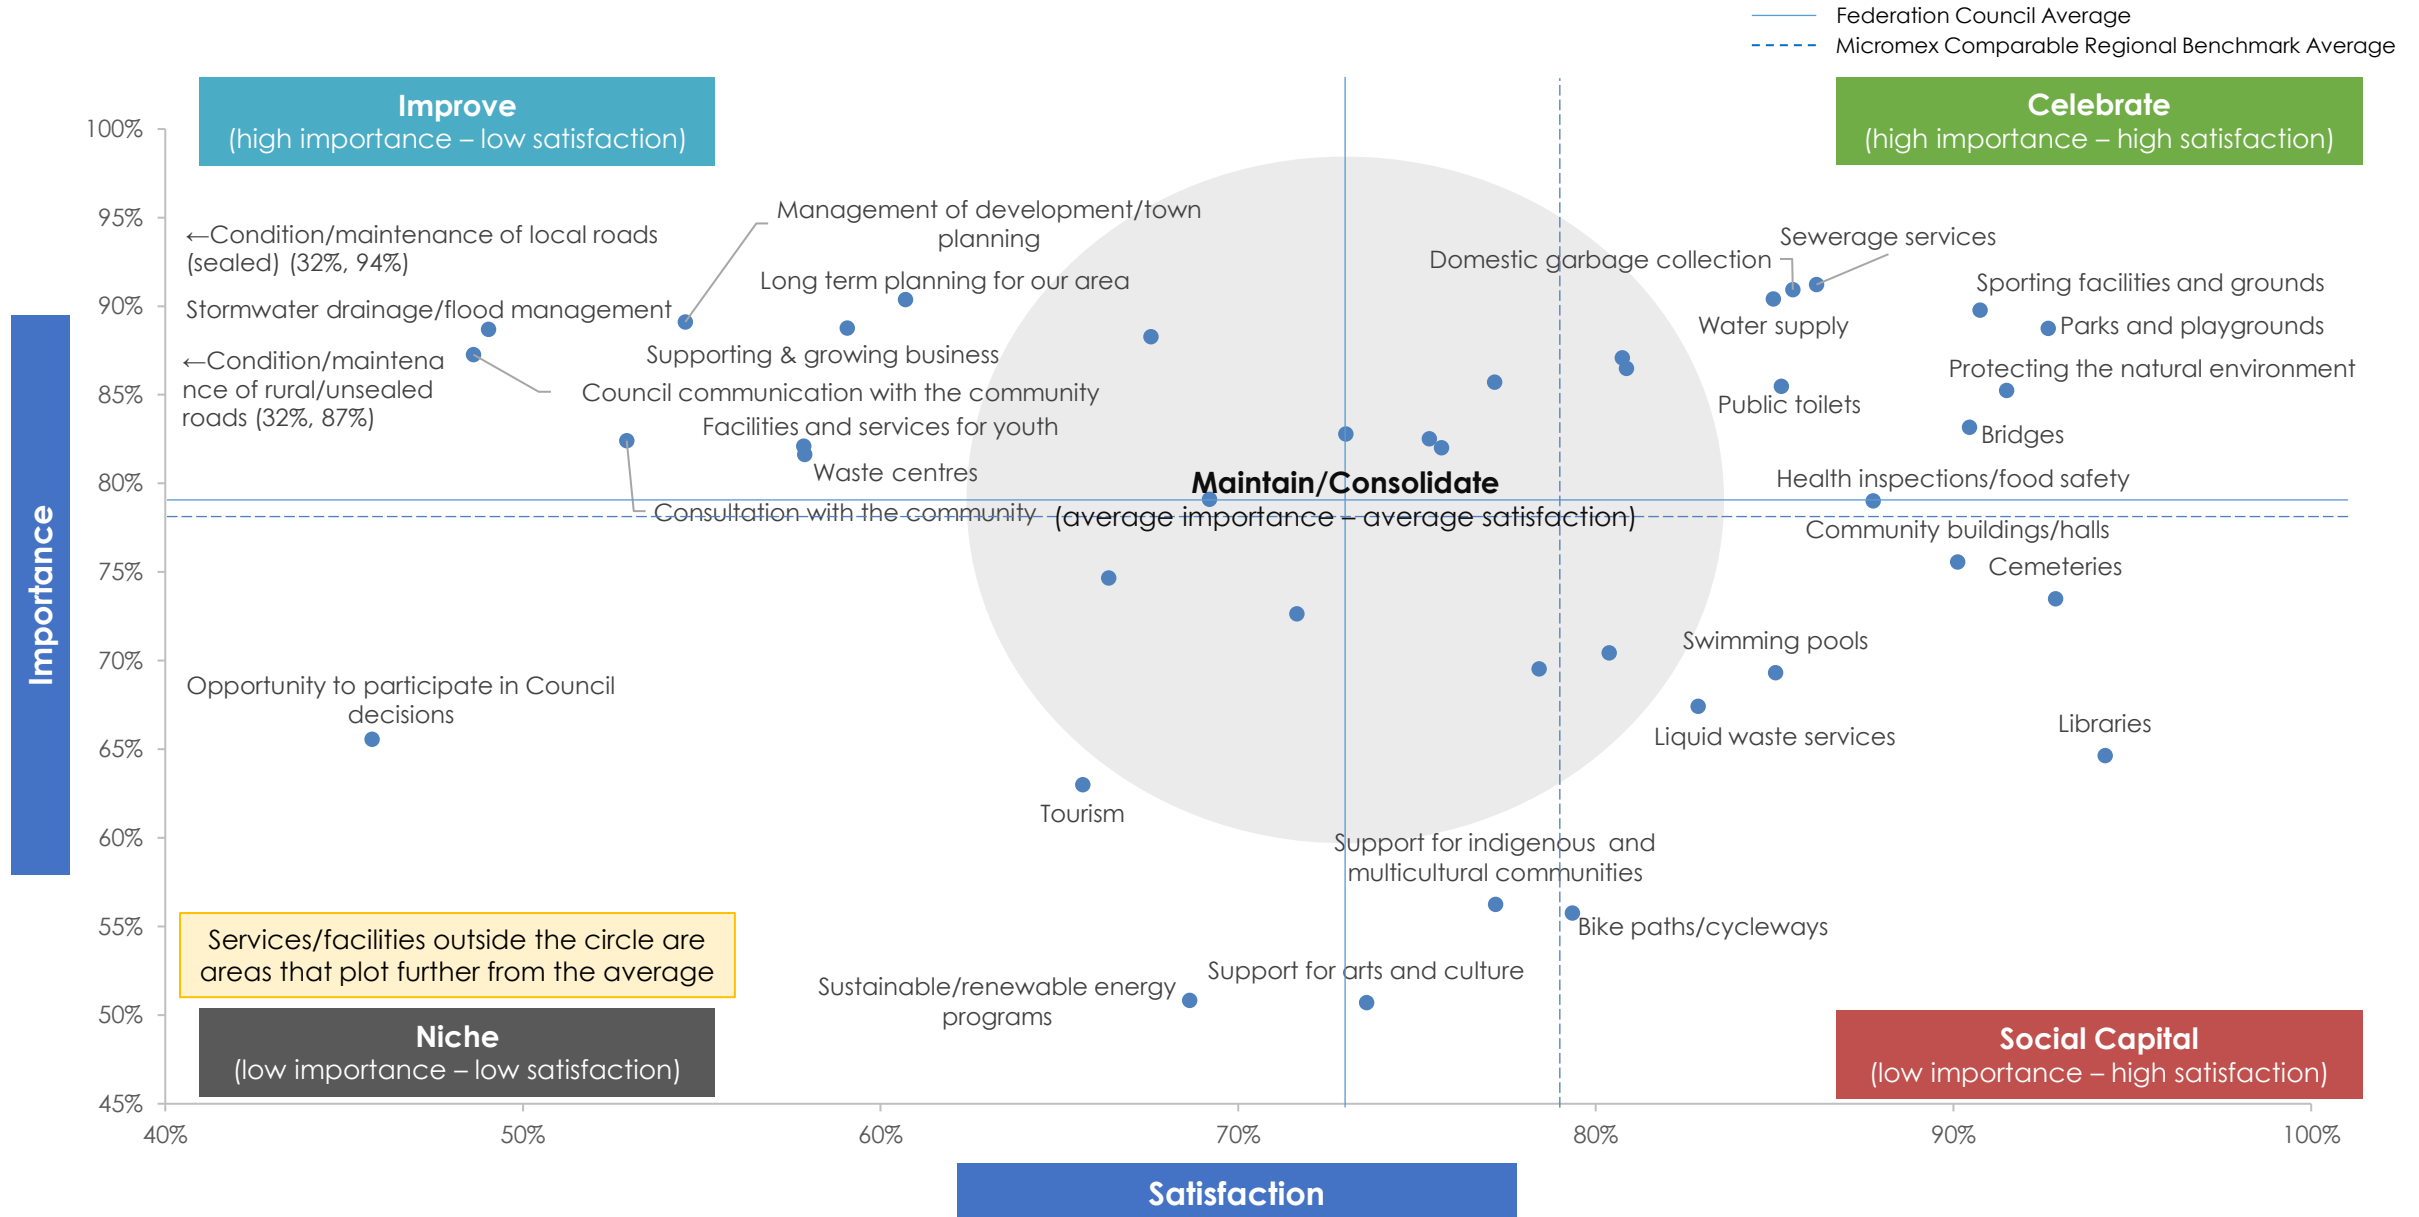 Federation Council Average
Micromex Comparable Regional Benchmark Average
Improve
(high importance – low satisfaction)
Celebrate
(high importance – high satisfaction)
100%
95%
90%
85%
80%
75%
70%
65%
60%
55%
50%
45%
Importance
←Condition/maintenance of local roads
(sealed) (32%, 94%)
Management of development/town
planning
Long term planning for our area
Stormwater drainage/flood management
Supporting & growing business
←Condition/maintena
nce of rural/unsealed
roads (32%, 87%)
Council communication with the community
Facilities and services for youth
Waste centres
Consultation with the community
Maintain/Consolidate
(average importance – average satisfaction)
Sewerage services
Domestic garbage collection
Sporting facilities and grounds
Water supply
Parks and playgrounds
Protecting the natural environment
Public toilets
Bridges
Health inspections/food safety
Community buildings/halls
Cemeteries
Swimming pools
Liquid waste services
Libraries
Opportunity to participate in Council
decisions
Tourism
Support for indigenous  and
multicultural communities
Bike paths/cycleways
Support for arts and culture
Sustainable/renewable energy
programs
Services/facilities outside the circle are
areas that plot further from the average
Niche
(low importance – low satisfaction)
Social Capital
(low importance – high satisfaction)
40%
50%
60%
70%
80%
90%
100%
Satisfaction